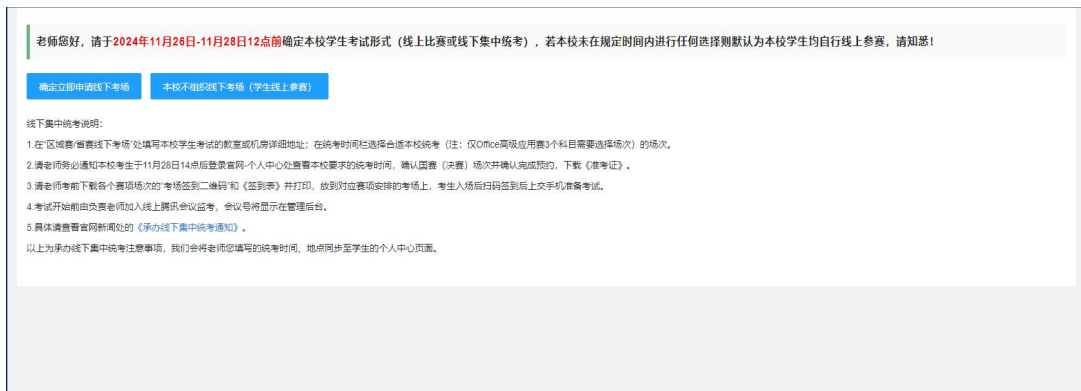 老师您好，请于2024年11月26日-11月28日12点前确定本校学生考试形式（线上比赛或线下集中统考），若本校未在规定时间内进行任何选择则默认为本校学生均自行线上参赛，请知悉！
确定立即申请线下考场 本校不组织线下考场（学生线上参赛）
线下集中统考说明：
1.在“区域赛/省赛线下考场”处填写本校学生考试的教室或机房详细地址；在统考时间栏选择合适本校统考（注：仅Office高级应用赛3个科目需要选择场次）的场次。
2.请老师务必通知本校考生于11月28日14点后登录官网-个人中心处查看本校要求的统考时间，确认国赛（决赛）场次并确认完成预约，下载《准考证》。
3.请老师考前下载各个赛项场次的“考场签到二维码”和《签到表》并打印，放到对应赛项安排的考场上，考生入场后扫码签到后上交手机准备考试。
4.考试开始前由负责老师加入线上腾讯会议监考，会议号将显示在管理后台。
5.具体请查看官网新闻处的《承办线下集中统考通知》。
以上为承办线下集中统考注意事项，我们会将老师您填写的统考时间、地点同步至学生的个人中心页面。